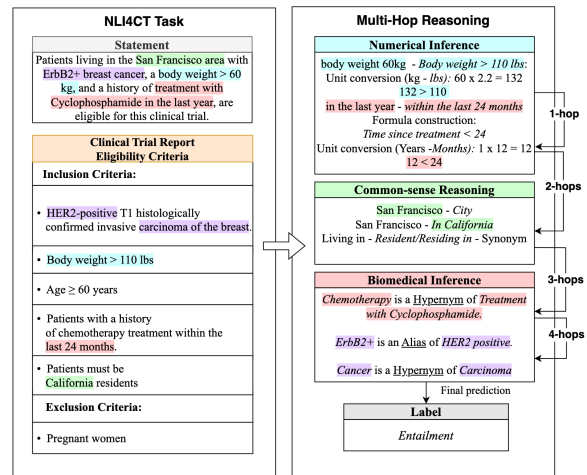 NLI4CT Task
Statement
Patients living in the San Francisco area with
ErbB2+ breast cancer, a body weight > 60
kg, and a history of treatment with
Cyclophosphamide in the last year, are
eligible for this clinical trial.
Clinical Trial Report
Eligibility Criteria
Inclusion Criteria:
• HER2-positive T1 histologically
confirmed invasive carcinoma of the breast.
• Body weight > 110 lbs
• Age ≥ 60 years
• Patients with a history
of chemotherapy treatment within the
last 24 months.
• Patients must be
California residents
Exclusion Criteria:
• Pregnant women
Multi-Hop Reasoning
Numerical Inference
body weight 60kg - Body weight > 110 lbs:
Unit conversion (kg - lbs): 60 x 2.2 = 132
132 > 110
in the last year - within the last 24 months
Formula construction:
Time since treatment < 24
Unit conversion (Years -Months): 1 x 12 = 12
12 < 24
1-hop
2-hops
Common-sense Reasoning
San Francisco - City
San Francisco - In California
Living in - Resident/Residing in - Synonym
3-hops
Biomedical Inference
Chemotherapy is a Hypernym of Treatment
with Cyclophosphamide.
ErbB2+ is an Alias of HER2 positive.
Cancer is a Hypernym of Carcinoma
4-hops
Final prediction
Label
Entailment